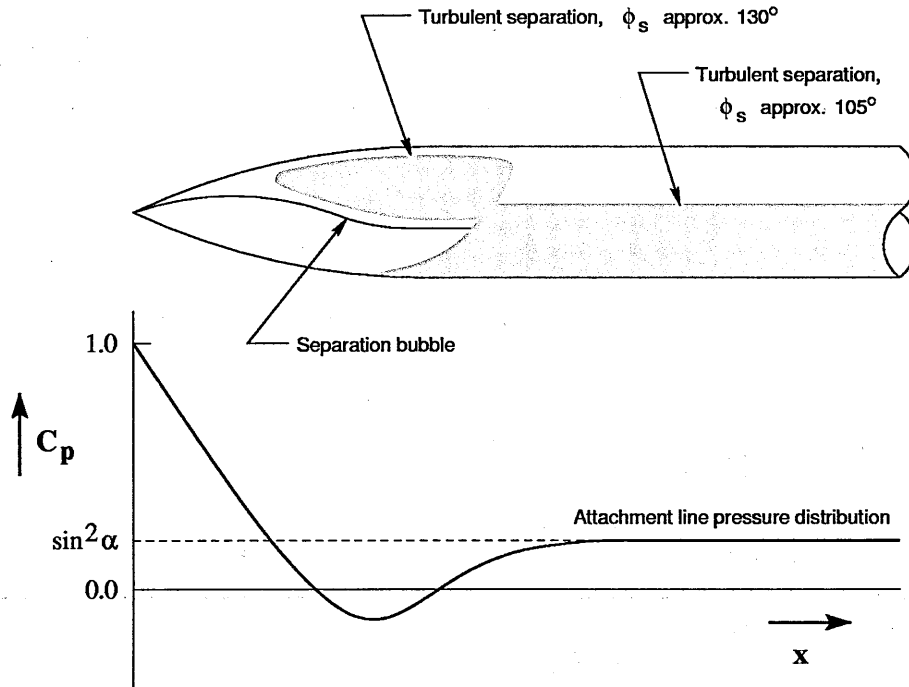 Turbulent separation, ϕs approx. 130°
Turbulent separation,
ϕs approx. 105°
Separation bubble
1.0
Cp
Attachment line pressure distribution
sin²α
0.0
x